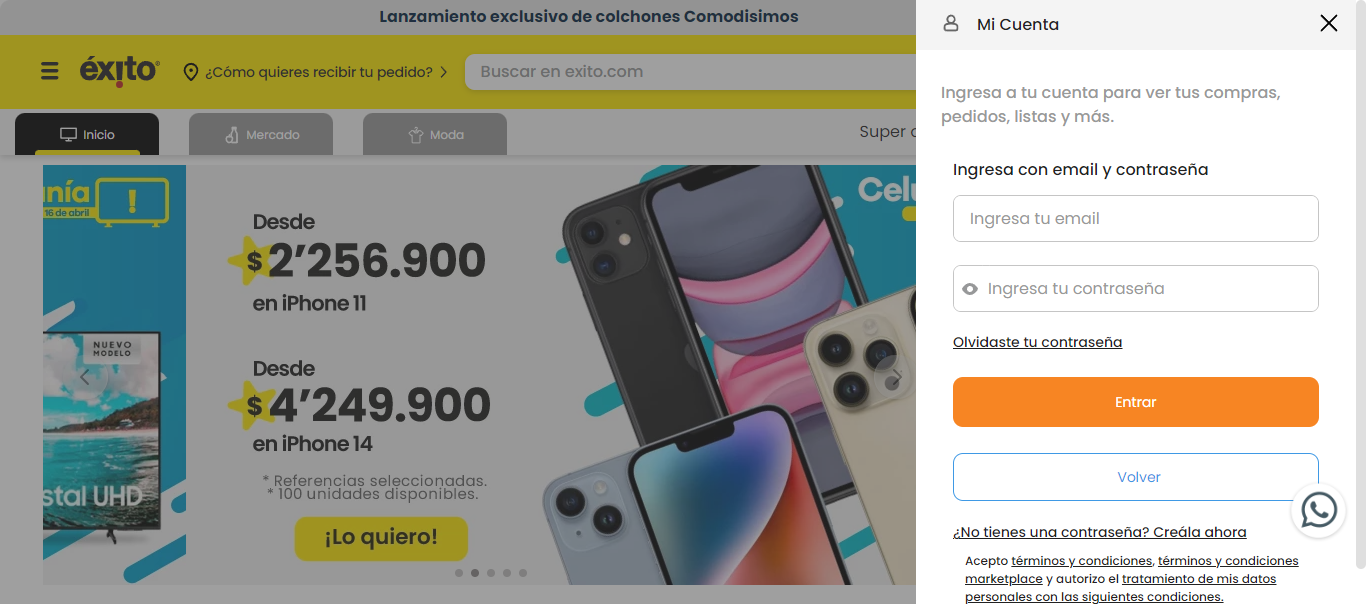 Lanzamiento exclusivo de colchones Comodisimos
éxito
¿Cómo quieres recibir tu pedido?
Buscar en exito.com
Inicio
Mercado
Moda
Super
nía
16 de abril
NUEVO
MODELO
stal UHD
Desde
$2’256.900
en iPhone 11
Desde
$4’249.900
en iPhone 14
* Referencias seleccionadas.
* 100 unidades disponibles.
¡Lo quiero!
Celu
Mi Cuenta
Ingresa a tu cuenta para ver tus compras,
pedidos, listas y más.
Ingresa con email y contraseña
Ingresa tu email
Ingresa tu contraseña
Olvidaste tu contraseña
Entrar
Volver
¿No tienes una contraseña? Creála ahora
Acepto términos y condiciones, términos y condiciones
marketplace y autorizo el tratamiento de mis datos
personales con las siguientes condiciones.